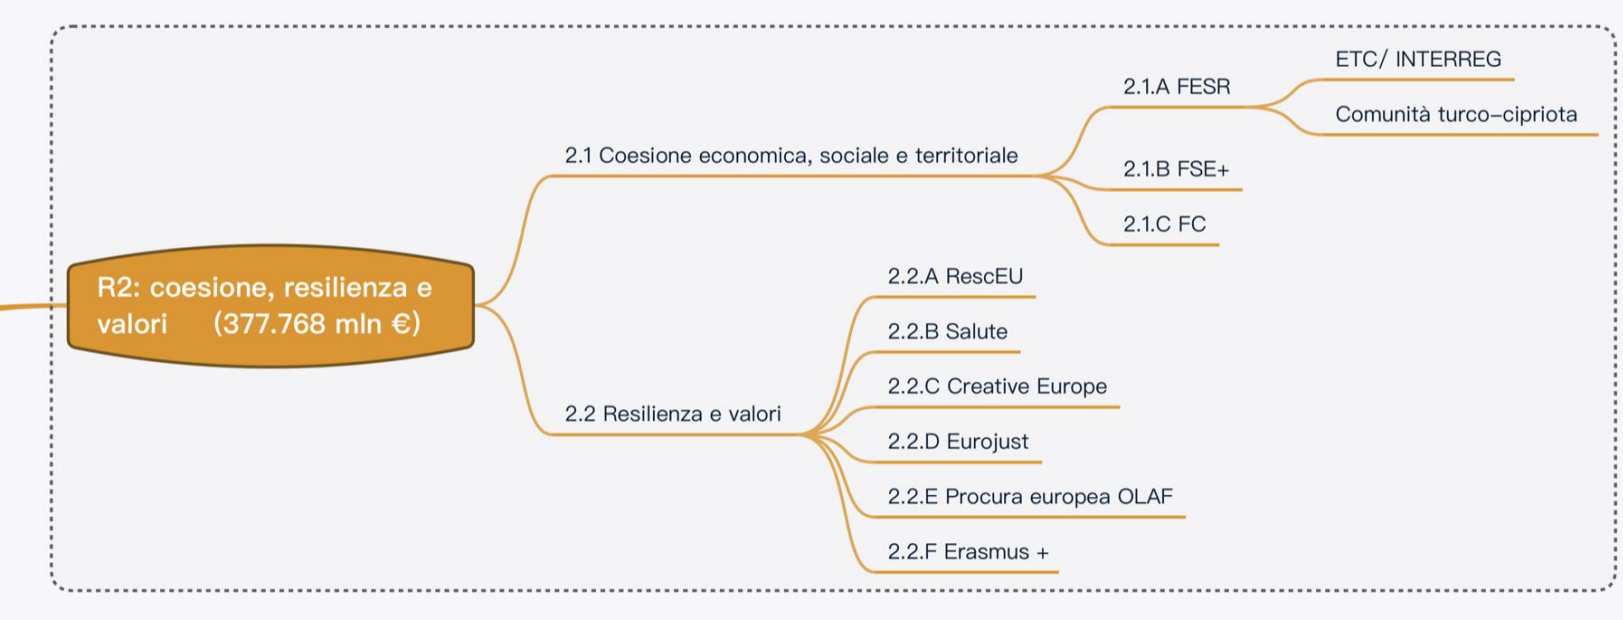 R2: coesione, resilienza e
valori (377.768 mln €)
2.1 Coesione economica, sociale e territoriale
2.1.A FESR
ETC/ INTERREG
Comunità turco-cipriota
2.1.B FSE+
2.1.C FC
2.2 Resilienza e valori
2.2.A RescEU
2.2.B Salute
2.2.C Creative Europe
2.2.D Eurojust
2.2.E Procura europea OLAF
2.2.F Erasmus +